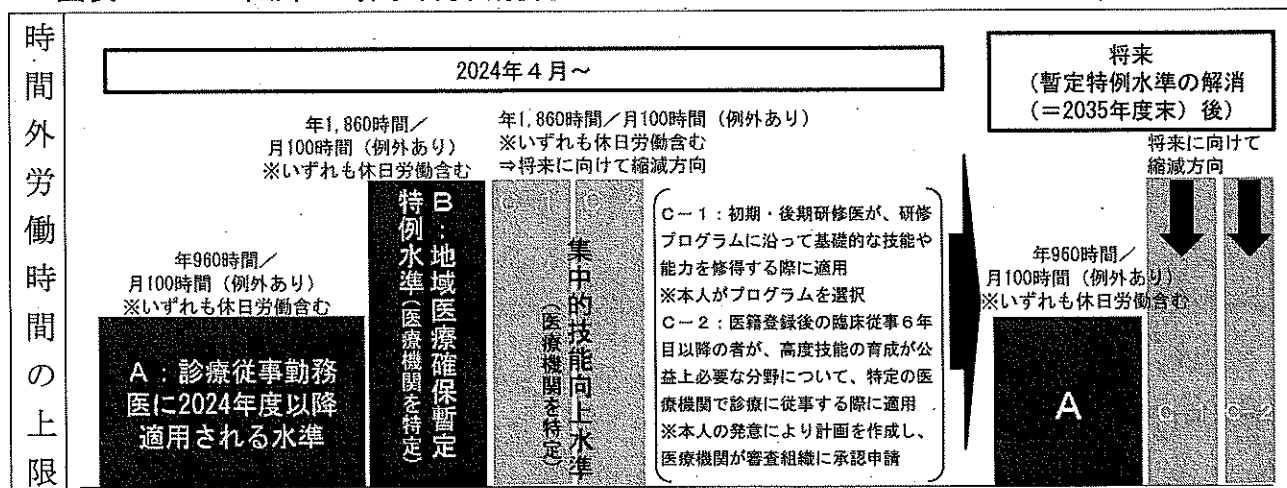 時間外労働時間の上限
2024年4月~
将来
(暫定特例水準の解消
(=2035年度末)後)
年1,860時間/
月100時間(例外あり)
※いずれも休日労働含む
年1,860時間/月100時間(例外あり)
※いずれも休日労働含む
⇒将来に向けて縮減方向
将来に向けて
縮減方向
年960時間/
月100時間(例外あり)
※いずれも休日労働含む
A:診療従事勤務
医に2024年度以降
適用される水準
B:地域医療確保暫定
特例水準(医療機関を特定)
C-1
C-2
集中的技能向上水準
(医療機関を特定)
C-1:初期・後期研修医が、研修
プログラムに沿って基礎的な技能や
能力を修得する際に適用
※本人がプログラムを選択
C-2:医籍登録後の臨床従事6年
目以降の者が、高度技能の育成が公
益上必要な分野について、特定の医
療機関で診療に従事する際に適用
※本人の発意により計画を作成し、
医療機関が審査組織に承認申請
年960時間/
月100時間(例外あり)
※いずれも休日労働含む
A
C-1
C-2